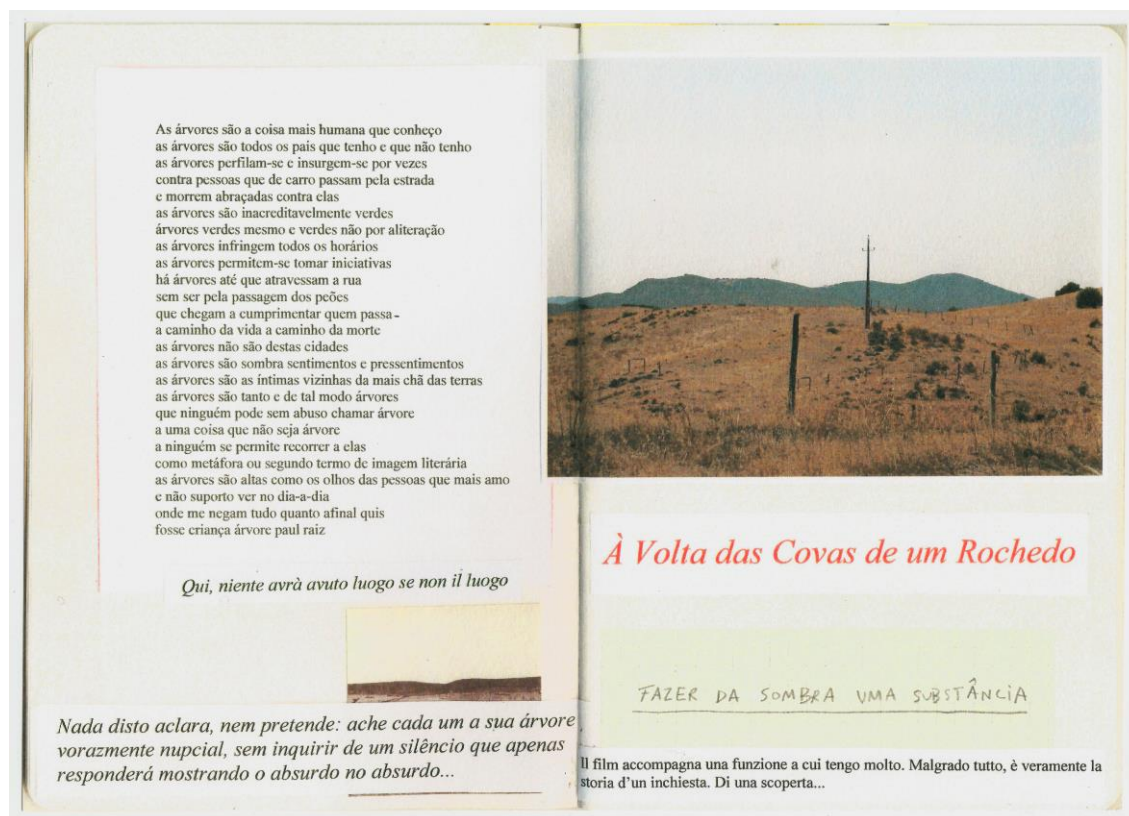 As árvores são a coisa mais humana que conheço
as árvores são todos os pais que tenho e que não tenho
as árvores perfilam-se e insurgem-se por vezes
contra pessoas que de carro passam pela estrada
e morrem abraçadas contra elas
as árvores são inacreditavelmente verdes
árvores verdes mesmo e verdes não por aliteração
as árvores infringem todos os horários
as árvores permitem-se tomar iniciativas
há árvores até que atravessam a rua
sem ser pela passagem dos peões
que chegam a cumprimentar quem passa -
a caminho da vida a caminho da morte
as árvores não são destas cidades
as árvores são sombra sentimentos e pressentimentos
as árvores são as íntimas vizinhas da mais chã das terras
as árvores são tanto e de tal modo árvores
que ninguém pode sem abuso chamar árvore
a uma coisa que não seja árvore
a ninguém se permite recorrer a elas
como metáfora ou segundo termo de imagem literária
as árvores são altas como os olhos das pessoas que mais amo
e não suporto ver no dia-a-dia
onde me negam tudo quanto afinal quis
fosse criança árvore paul raiz
Qui, niente avrà avuto luogo se non il luogo
Nada disto aclara, nem pretende: ache cada um a sua árvore
vorazmente nupcial, sem inquirir de um silêncio que apenas
responderá mostrando o absurdo no absurdo...
À Volta das Covas de um Rochedo
FAZER DA SOMBRA UMA SUBSTÂNCIA
Il film accompagna una funzione a cui tengo molto. Malgrado tutto, è veramente la
storia d'un inchiesta. Di una scoperta...